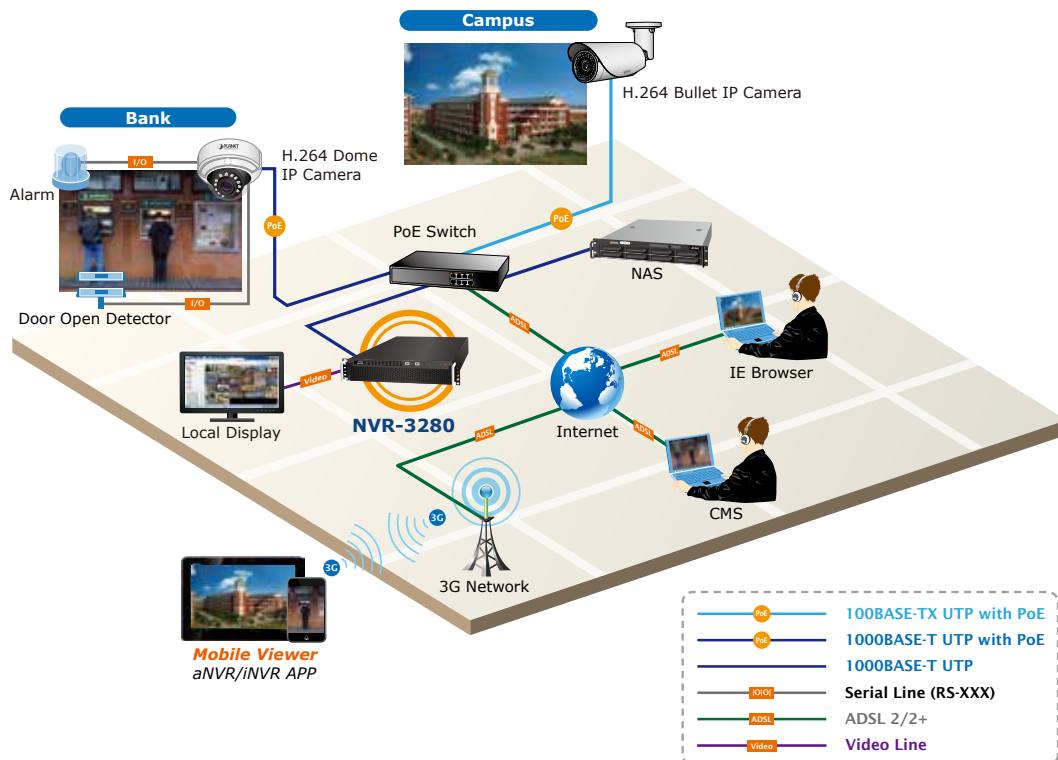 Campus
H.264 Bullet IP Camera
Bank
PLANET
H.264 Dome
IP Camera
I/O
Alarm
PoE
PoE
PoE Switch
NAS
I/O
Door Open Detector
ADSL
ADSL
IE Browser
Video
Local Display
NVR-3280
Internet
ADSL
ADSL
CMS
3G
3G
3G Network
Mobile Viewer
aNVR/iNVR APP
PoE
100BASE-TX UTP with PoE
PoE
1000BASE-T UTP with PoE
1000BASE-T UTP
|O|O|
Serial Line (RS-XXX)
ADSL
ADSL 2/2+
Video
Video Line